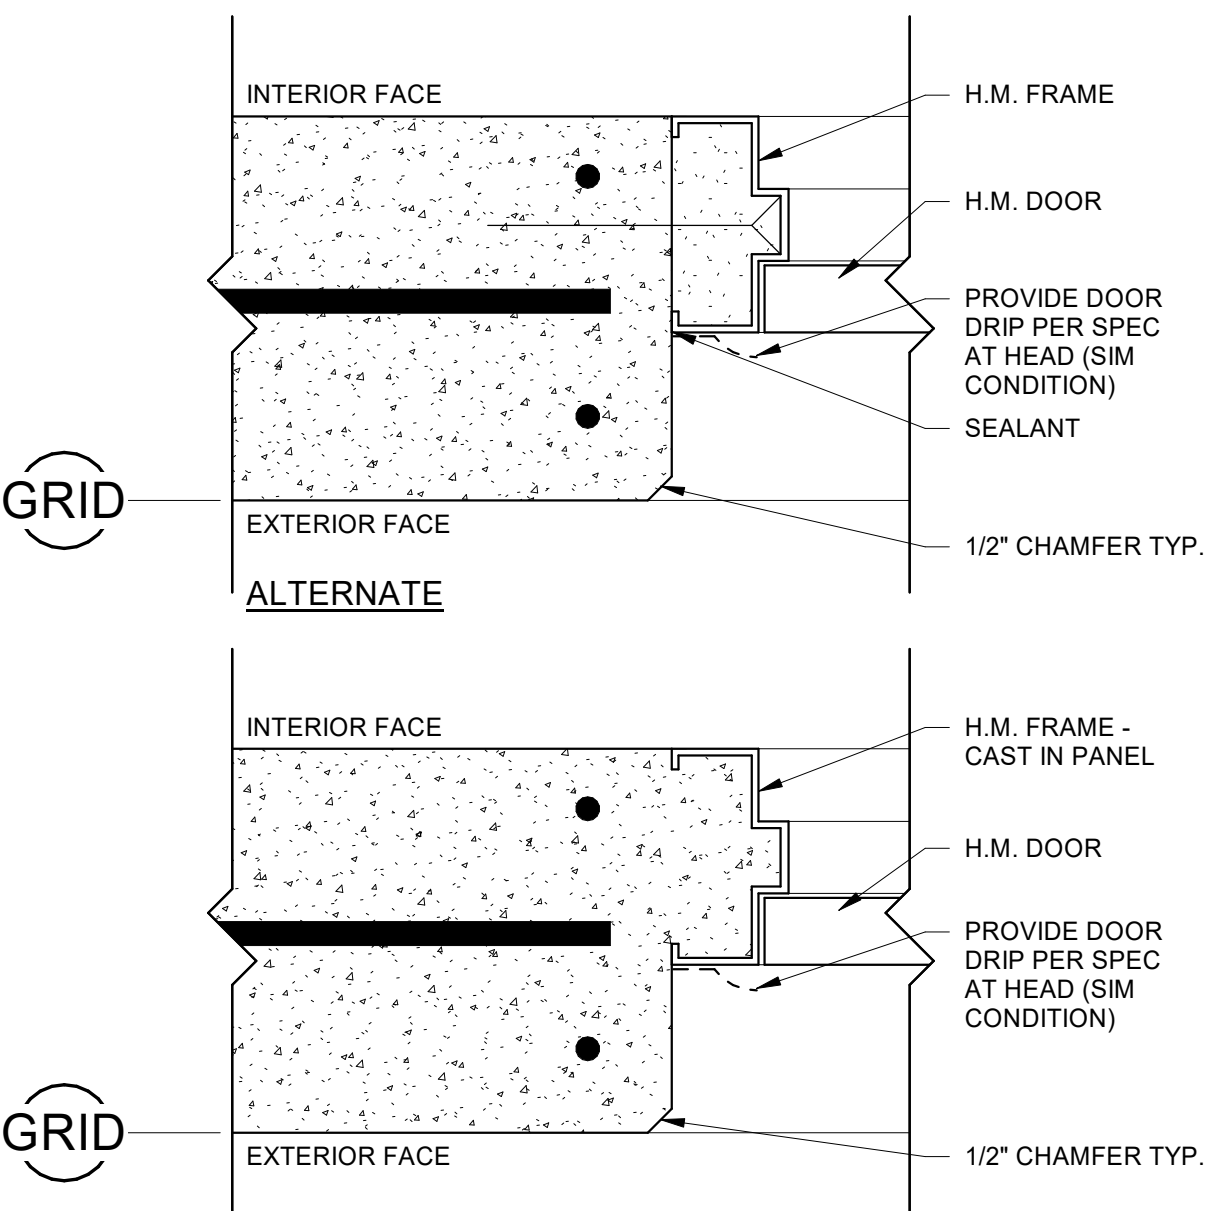 INTERIOR FACE
H.M. FRAME
H.M. DOOR
PROVIDE DOOR
DRIP PER SPEC
AT HEAD (SIM
CONDITION)
SEALANT
GRID
EXTERIOR FACE
1/2" CHAMFER TYP.
ALTERNATE
INTERIOR FACE
H.M. FRAME -
CAST IN PANEL
H.M. DOOR
PROVIDE DOOR
DRIP PER SPEC
AT HEAD (SIM
CONDITION)
GRID
EXTERIOR FACE
1/2" CHAMFER TYP.